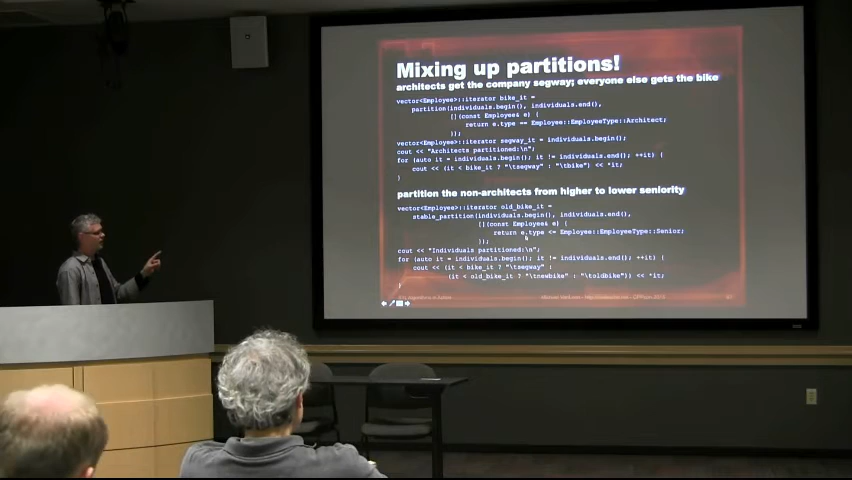 Mixing up partitions!
architects get the company segway; everyone else gets the bike
vector<Employee>::iterator bike_it =
partition(individuals.begin(), individuals.end(),
[](const Employee& e) {
return e.type == Employee::EmployeeType::Architect;
});
vector<Employee>::iterator segway_it = individuals.begin();
cout << "Architects partitioned:\n";
for (auto it = individuals.begin(); it != individuals.end(); ++it) {
cout << (it < bike_it ? "\tsegway" : "\tbike") << *it;
}
partition the non-architects from higher to lower seniority
vector<Employee>::iterator old_bike_it =
stable_partition(individuals.begin(), individuals.end(),
[](const Employee& e) {
return e.type <= Employee::EmployeeType::Senior;
});
cout << "Individuals partitioned:\n";
for (auto it = individuals.begin(); it != individuals.end(); ++it) {
cout << (it < bike_it ? "\tsegway" :
(it < old_bike_it ? "\tnewbike" : "\toldbike")) << *it;
}
Algorithms in Action